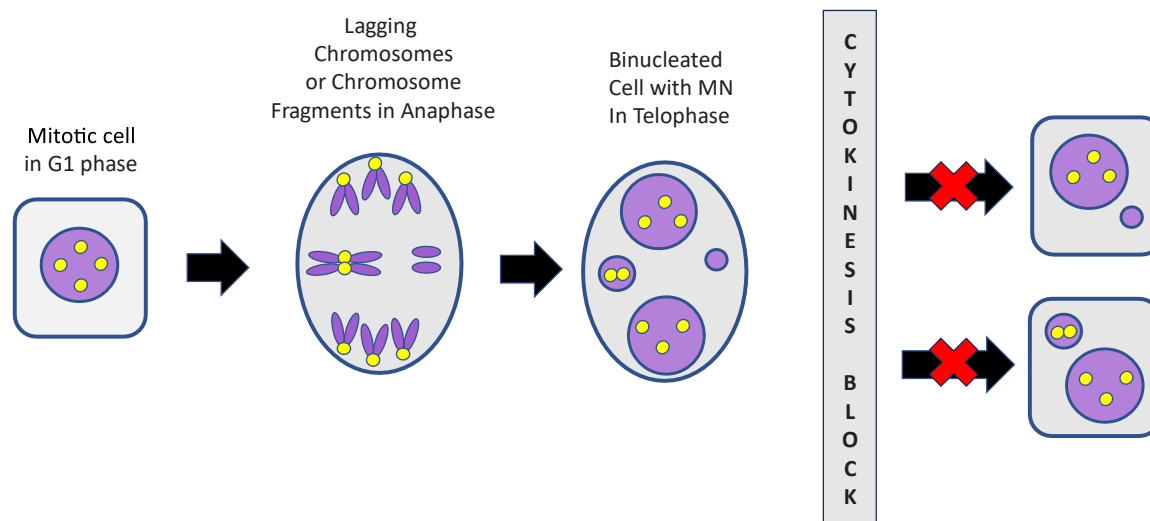 Mitotic cell
in G1 phase
Lagging
Chromosomes
or Chromosome
Fragments in Anaphase
Binucleated
Cell with MN
In Telophase
C
Y
T
O
K
I
N
E
S
I
S
B
L
O
C
K